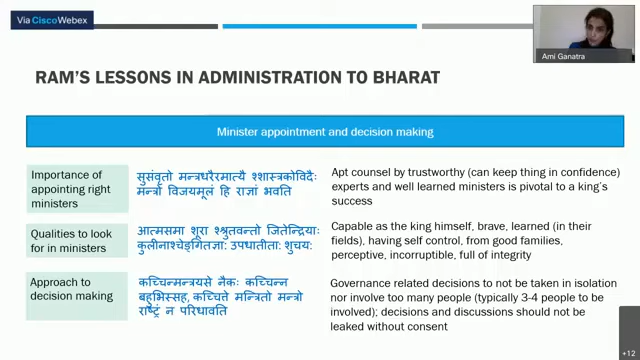 Via CiscoWebex
Ami Ganatra
RAM'S LESSONS IN ADMINISTRATION TO BHARAT
Minister appointment and decision making
Importance of
appointing right
ministers
सुसंवृतो मन्त्रधरैरमात्यै श्शास्त्रकोविदैः
मन्त्रो विजयमूलं हि राज्ञां भवति
Apt counsel by trustworthy (can keep thing in confidence)
experts and well learned ministers is pivotal to a king's
success
Qualities to look
for in ministers
आत्मसमा शूरा श्श्रुतवन्तो जितेन्द्रियाः
कुलीनाश्चेङ्गितज्ञाः उपधातीताः शुचयः
Capable as the king himself, brave, learned (in their
fields), having self control, from good families,
perceptive, incorruptible, full of integrity
Approach to
decision making
कच्चिन्मन्त्रयसे नैकः कच्चिन्न
बहुभिस्सह, कच्चित्ते मन्त्रितो मन्त्रो
राष्ट्रं न परिधावति
Governance related decisions to not be taken in isolation
nor involve too many people (typically 3-4 people to be
involved); decisions and discussions should not be
leaked without consent
+12